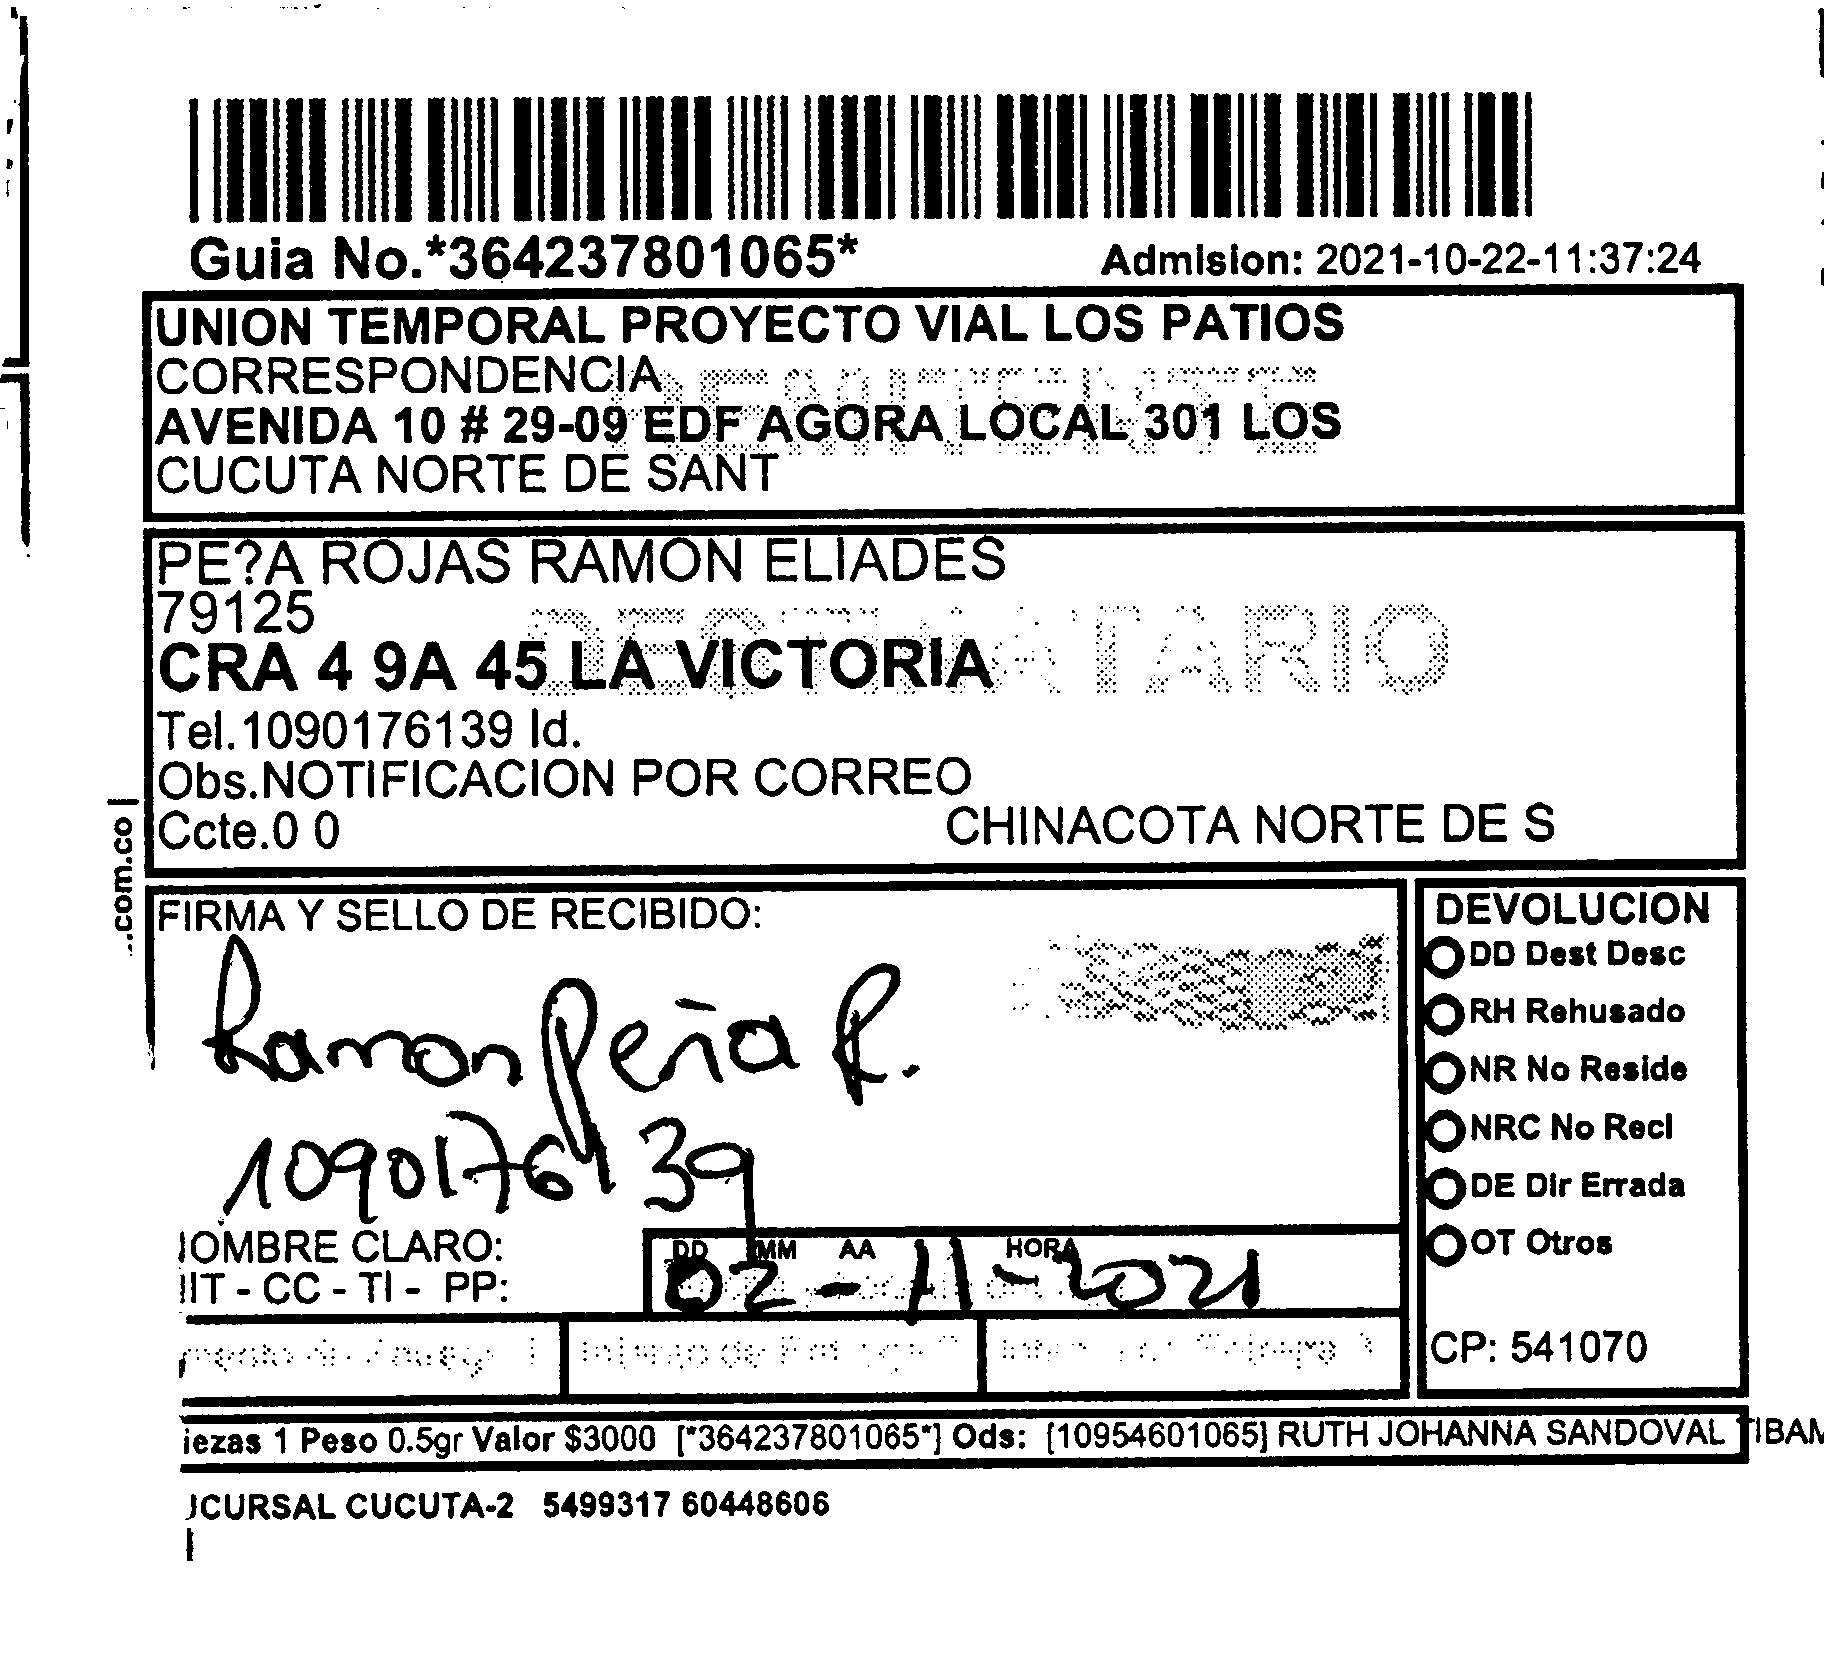 Guia No.*364237801065*
Admision: 2021-10-22-11:37:24
UNION TEMPORAL PROYECTO VIAL LOS PATIOS
CORRESPONDENCIA
REMITENTE
AVENIDA 10 # 29-09 EDF AGORA LOCAL 301 LOS
CUCUTA NORTE DE SANT
PE?A ROJAS RAMON ELIADES
79125
DESTINATARIO
CRA 4 9A 45 LA VICTORIA
Tel.1090176139 Id.
Obs.NOTIFICACION POR CORREO
Ccte.0 0
CHINACOTA NORTE DE S
.com.co
FIRMA Y SELLO DE RECIBIDO:
Ramon Peña R.
1090176139
IOMBRE CLARO:
IIT - CC - TI - PP:
DD MM AA HORA
02-11-2021
DEVOLUCION
DD Dest Desc
RH Rehusado
NR No Reside
NRC No Recl
DE Dir Errada
OT Otros
CP: 541070
iezas 1 Peso 0.5gr Valor $3000 [*364237801065*] Ods: [10954601065] RUTH JOHANNA SANDOVAL TIBAM
JCURSAL CUCUTA-2 5499317 60448606